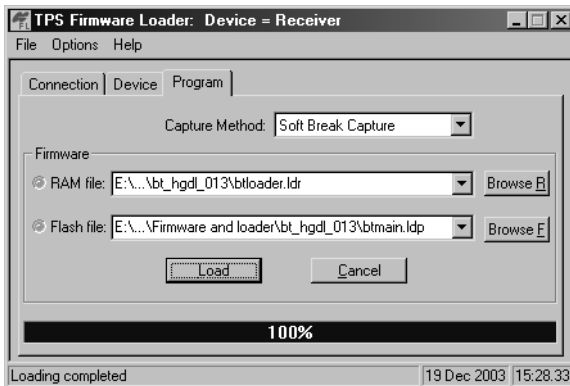 TPS Firmware Loader: Device = Receiver
File Options Help
Connection Device Program
Capture Method: Soft Break Capture
Firmware
RAM file: E:\...\bt_hgdl_013\btloader.ldr Browse R
Flash file: E:\...\Firmware and loader\bt_hgdl_013\btmain.ldp Browse F
Load Cancel
100%
Loading completed 19 Dec 2003 15:28.33